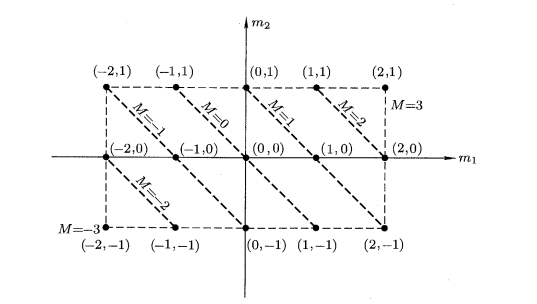 m₂
(−2,1) (−1,1) (0,1) (1,1) (2,1)
M=−1 M=0 M=1 M=2 M=3
(−2,0) (−1,0) (0,0) (1,0) (2,0) m₁
M=−2
M=−3
(−2,−1) (−1,−1) (0,−1) (1,−1) (2,−1)